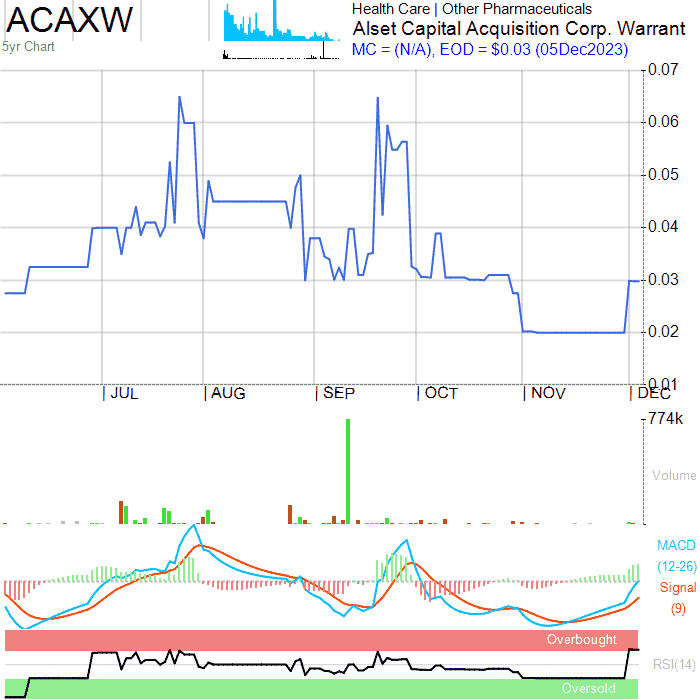 ACAXW
5yr Chart
Health Care | Other Pharmaceuticals
Alset Capital Acquisition Corp. Warrant
MC = (N/A), EOD = $0.03 (05Dec2023)
0.07
0.06
0.05
0.04
0.03
0.02
0.01
JUL AUG SEP OCT NOV DEC
774k
Volume
MACD
(12-26)
Signal
(9)
Overbought
RSI(14)
Oversold